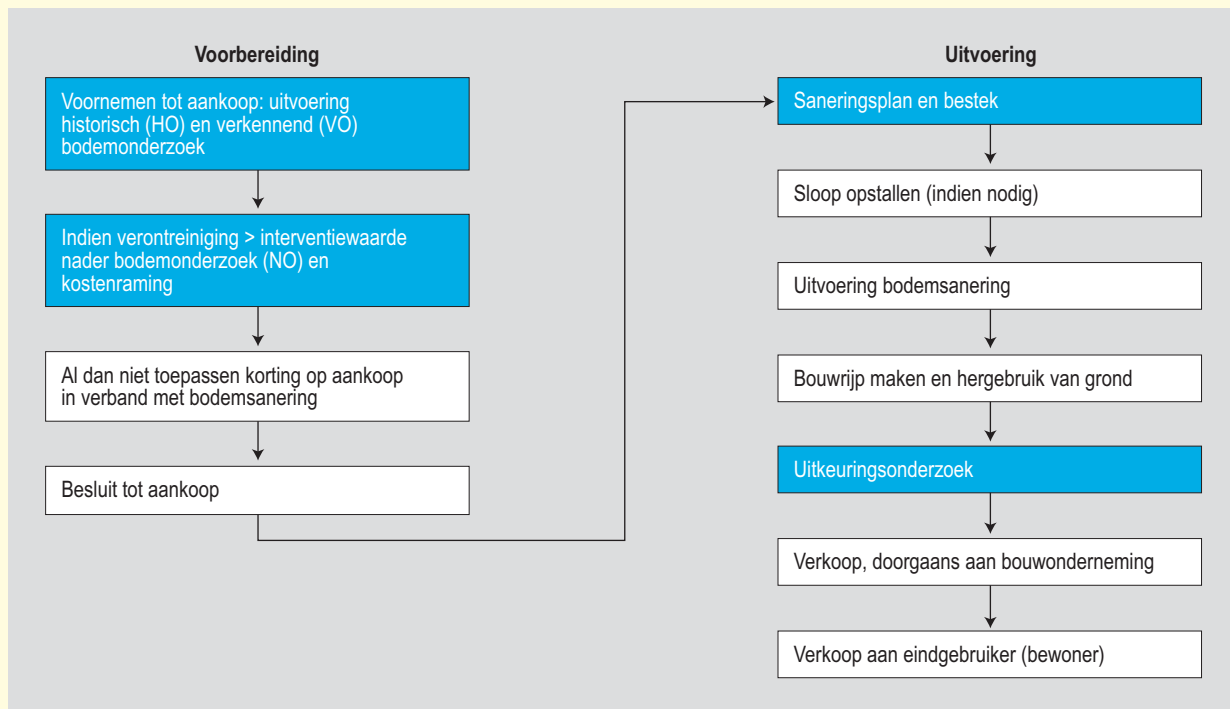 Voorbereiding
Voornemen tot aankoop: uitvoering
historisch (HO) en verkennend (VO)
bodemonderzoek
Indien verontreiniging > interventiewaarde
nader bodemonderzoek (NO) en
kostenraming
Al dan niet toepassen korting op aankoop
in verband met bodemsanering
Besluit tot aankoop
Uitvoering
Saneringsplan en bestek
Sloop opstallen (indien nodig)
Uitvoering bodemsanering
Bouwrijp maken en hergebruik van grond
Uitkeuringsonderzoek
Verkoop, doorgaans aan bouwonderneming
Verkoop aan eindgebruiker (bewoner)